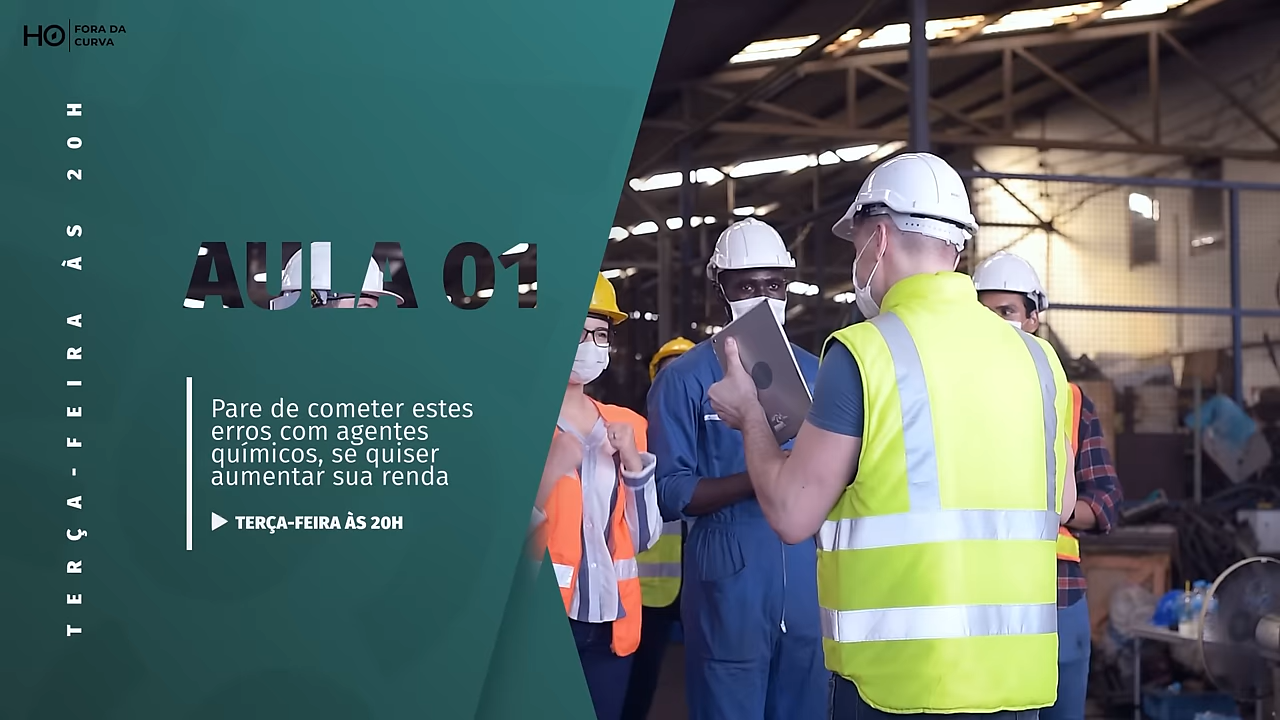 HO FORA DA
CURVA
TERÇA-FEIRA ÀS 20H
AULA 01
Pare de cometer estes
erros com agentes
químicos, se quiser
aumentar sua renda
TERÇA-FEIRA ÀS 20H